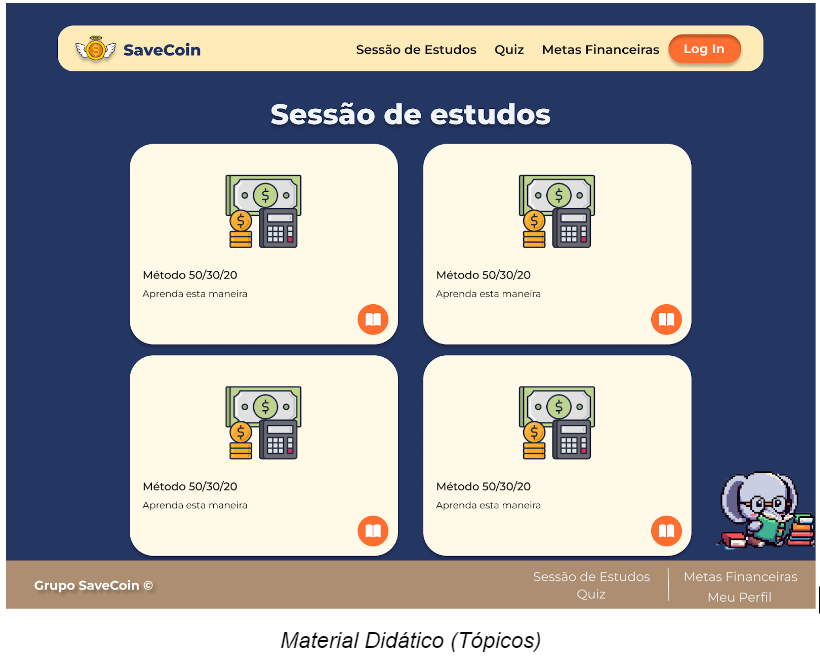 SaveCoin
Sessão de Estudos Quiz Metas Financeiras Log In
Sessão de estudos
Método 50/30/20
Aprenda esta maneira
Método 50/30/20
Aprenda esta maneira
Método 50/30/20
Aprenda esta maneira
Método 50/30/20
Aprenda esta maneira
Grupo SaveCoin ©
Sessão de Estudos
Quiz
Metas Financeiras
Meu Perfil
Material Didático (Tópicos)